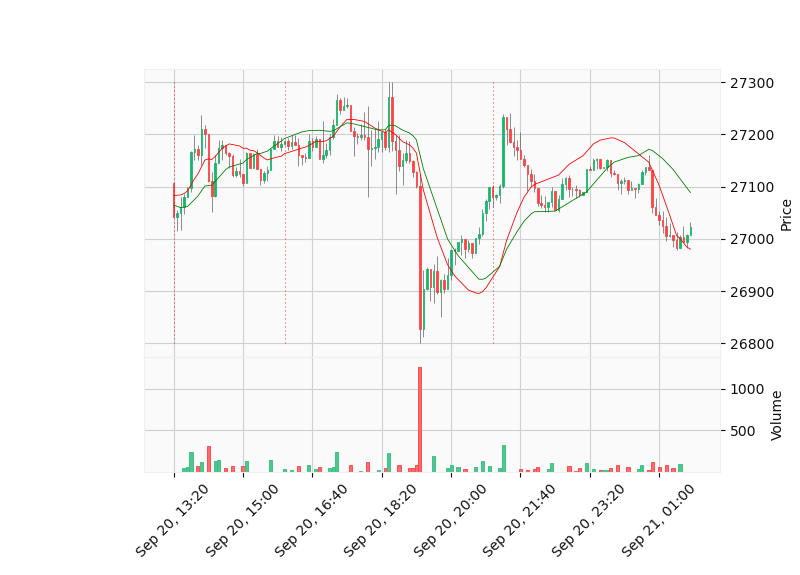 27300
27200
27100
27000
26900
26800
Price
1000
500
Volume
Sep 20, 13:20
Sep 20, 15:00
Sep 20, 16:40
Sep 20, 18:20
Sep 20, 20:00
Sep 20, 21:40
Sep 20, 23:20
Sep 21, 01:00